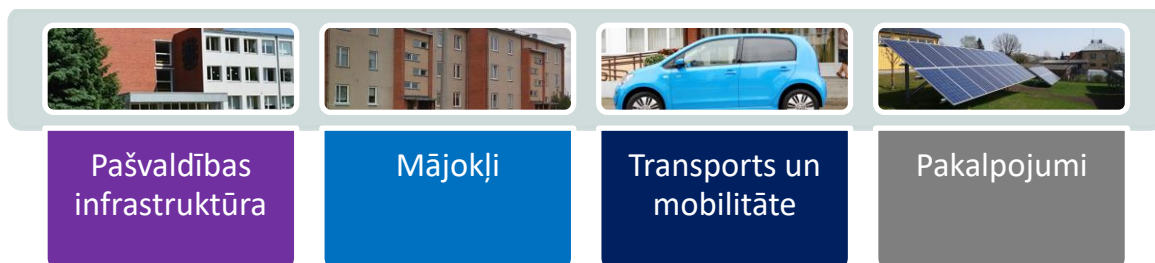 Pašvaldības
infrastruktūra
Mājokļi
Transports un
mobilitāte
Pakalpojumi